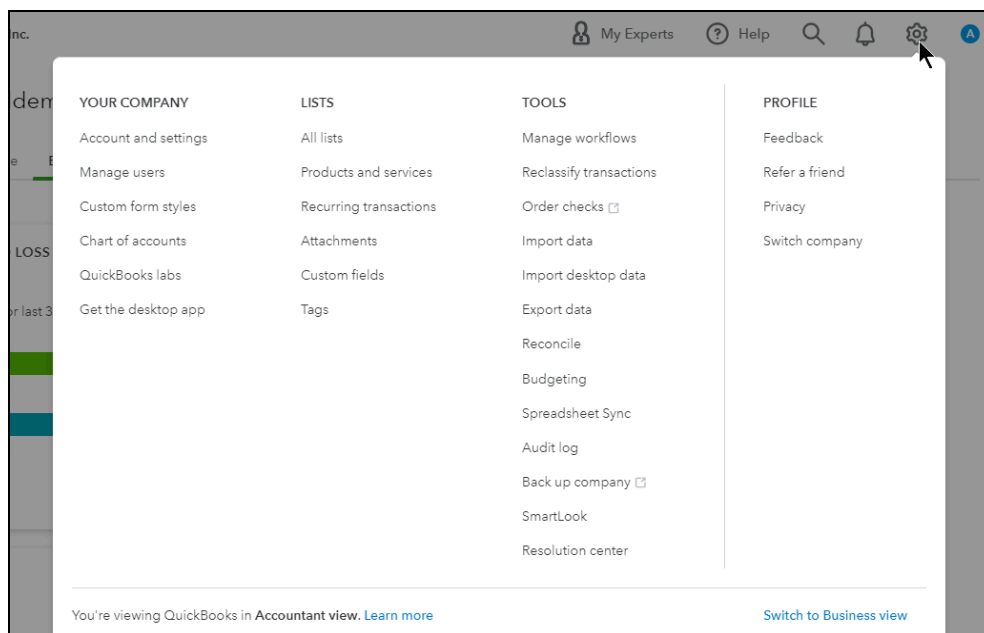 Inc.
My Experts
Help
A
dem
e
E
LOSS
or last 3
YOUR COMPANY
Account and settings
Manage users
Custom form styles
Chart of accounts
QuickBooks labs
Get the desktop app
LISTS
All lists
Products and services
Recurring transactions
Attachments
Custom fields
Tags
TOOLS
Manage workflows
Reclassify transactions
Order checks
Import data
Import desktop data
Export data
Reconcile
Budgeting
Spreadsheet Sync
Audit log
Back up company
SmartLook
Resolution center
PROFILE
Feedback
Refer a friend
Privacy
Switch company
You're viewing QuickBooks in Accountant view. Learn more
Switch to Business view